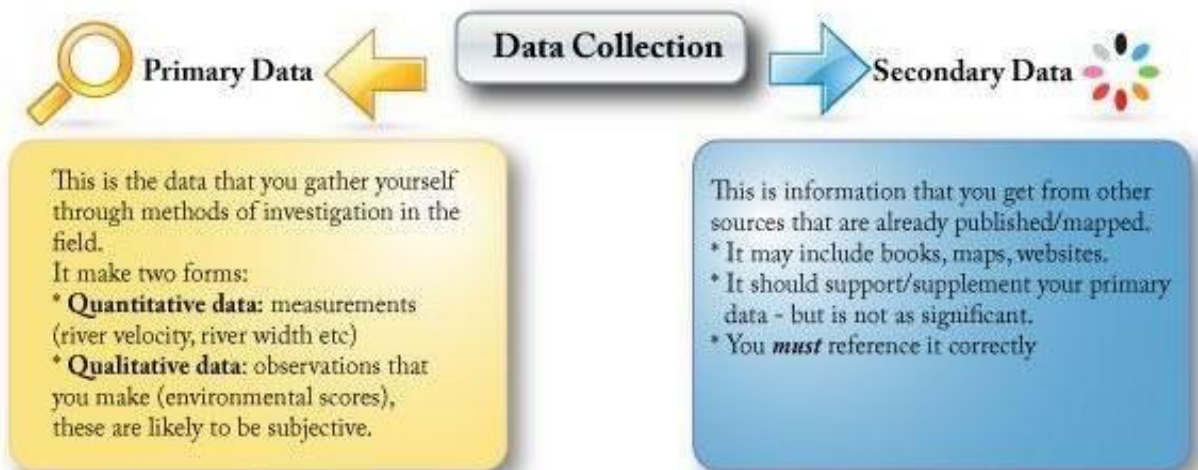 Data Collection
Primary Data
Secondary Data
This is the data that you gather yourself
through methods of investigation in the
field.
It make two forms:
* Quantitative data: measurements
(river velocity, river width etc)
* Qualitative data: observations that
you make (environmental scores),
these are likely to be subjective.
This is information that you get from other
sources that are already published/mapped.
* It may include books, maps, websites.
* It should support/supplement your primary
data - but is not as significant.
* You must reference it correctly